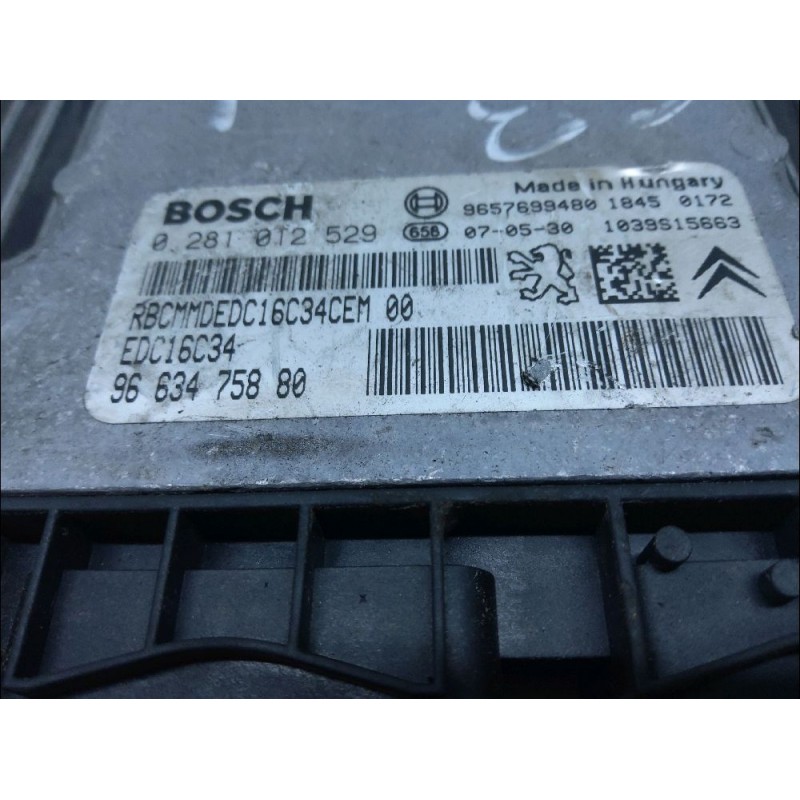 Made in Hungary
BOSCH 9657699480 1845 0172
0 281 012 529 658 07-05-30 1039S15663
RBCMMDEDC16C34CEM 00
EDC16C34
96 634 758 80